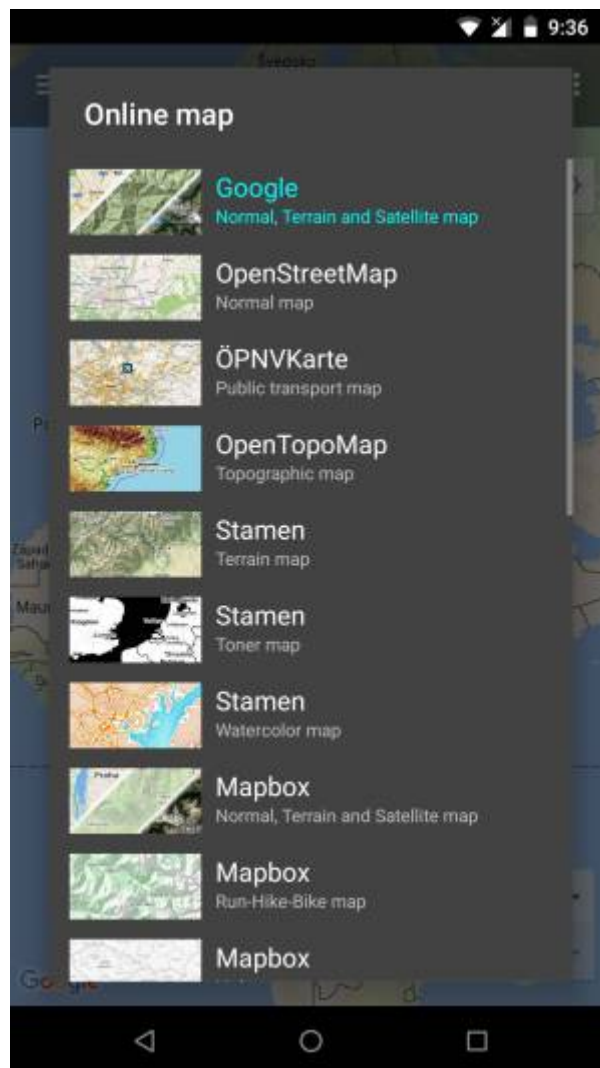 9:36
Online map
Google
Normal, Terrain and Satellite map
OpenStreetMap
Normal map
ÖPNVKarte
Public transport map
OpenTopoMap
Topographic map
Stamen
Terrain map
Stamen
Toner map
Stamen
Watercolor map
Mapbox
Normal, Terrain and Satellite map
Mapbox
Run-Hike-Bike map
Mapbox
Google